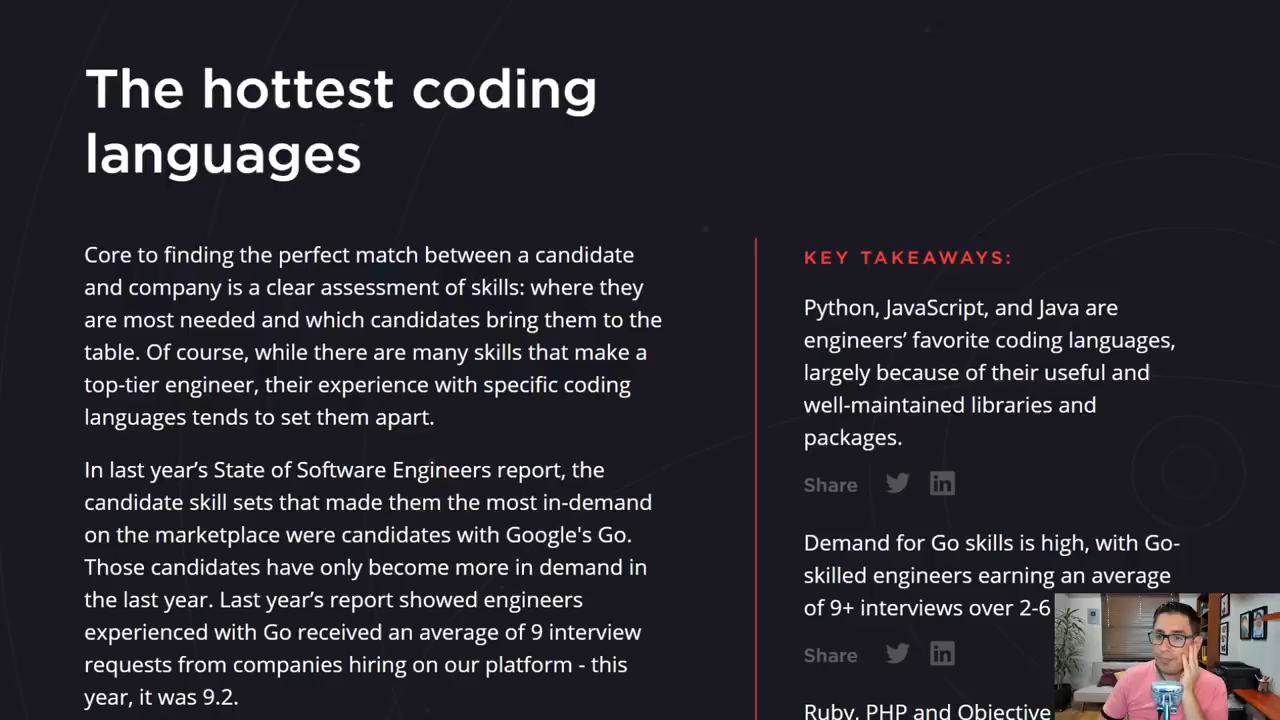 The hottest coding
languages
Core to finding the perfect match between a candidate
and company is a clear assessment of skills: where they
are most needed and which candidates bring them to the
table. Of course, while there are many skills that make a
top-tier engineer, their experience with specific coding
languages tends to set them apart.
In last year’s State of Software Engineers report, the
candidate skill sets that made them the most in-demand
on the marketplace were candidates with Google's Go.
Those candidates have only become more in demand in
the last year. Last year’s report showed engineers
experienced with Go received an average of 9 interview
requests from companies hiring on our platform - this
year, it was 9.2.
KEY TAKEAWAYS:
Python, JavaScript, and Java are
engineers’ favorite coding languages,
largely because of their useful and
well-maintained libraries and
packages.
Share
Demand for Go skills is high, with Go-
skilled engineers earning an average
of 9+ interviews over 2-6
Share
Ruby, PHP and Objective